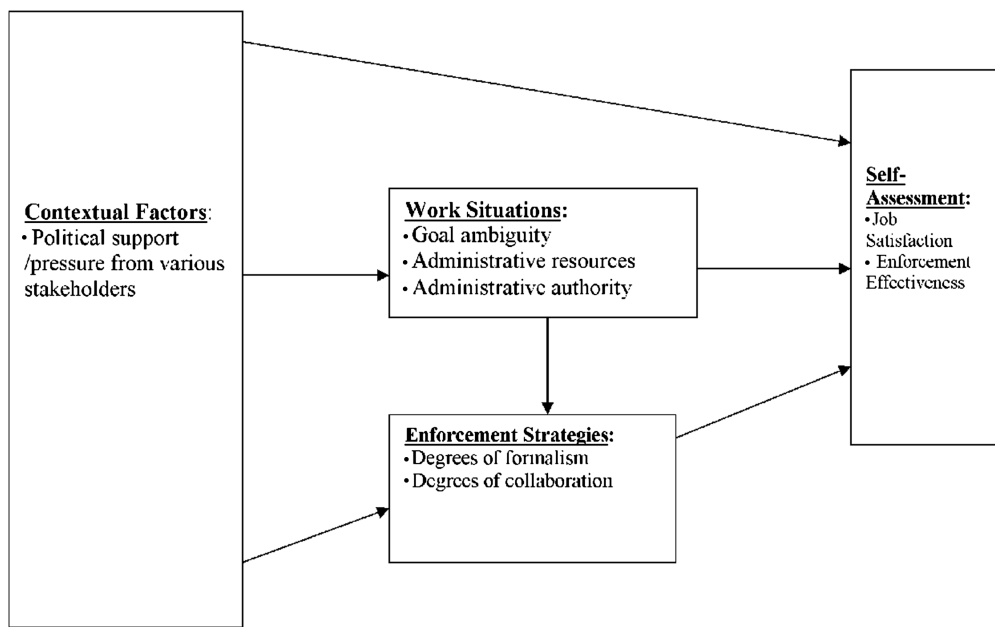 Contextual Factors:
• Political support
/pressure from various
stakeholders
Work Situations:
• Goal ambiguity
• Administrative resources
• Administrative authority
Enforcement Strategies:
• Degrees of formalism
• Degrees of collaboration
Self-
Assessment:
• Job
Satisfaction
• Enforcement
Effectiveness